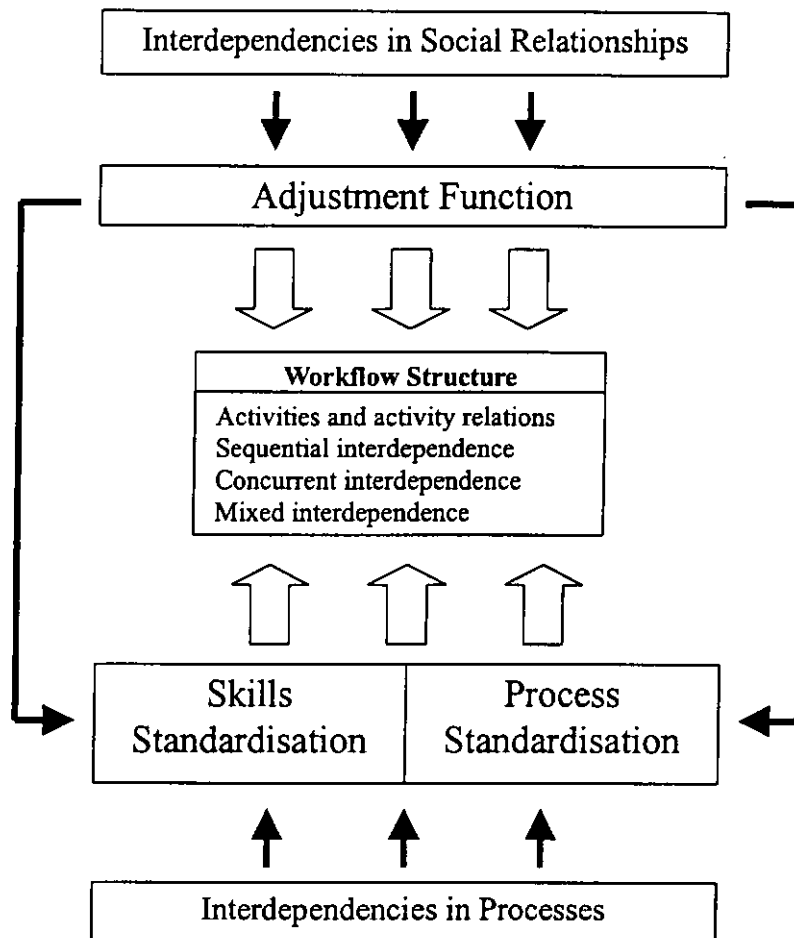 Interdependencies in Social Relationships
Adjustment Function
Workflow Structure
Activities and activity relations
Sequential interdependence
Concurrent interdependence
Mixed interdependence
Skills
Standardisation
Process
Standardisation
Interdependencies in Processes